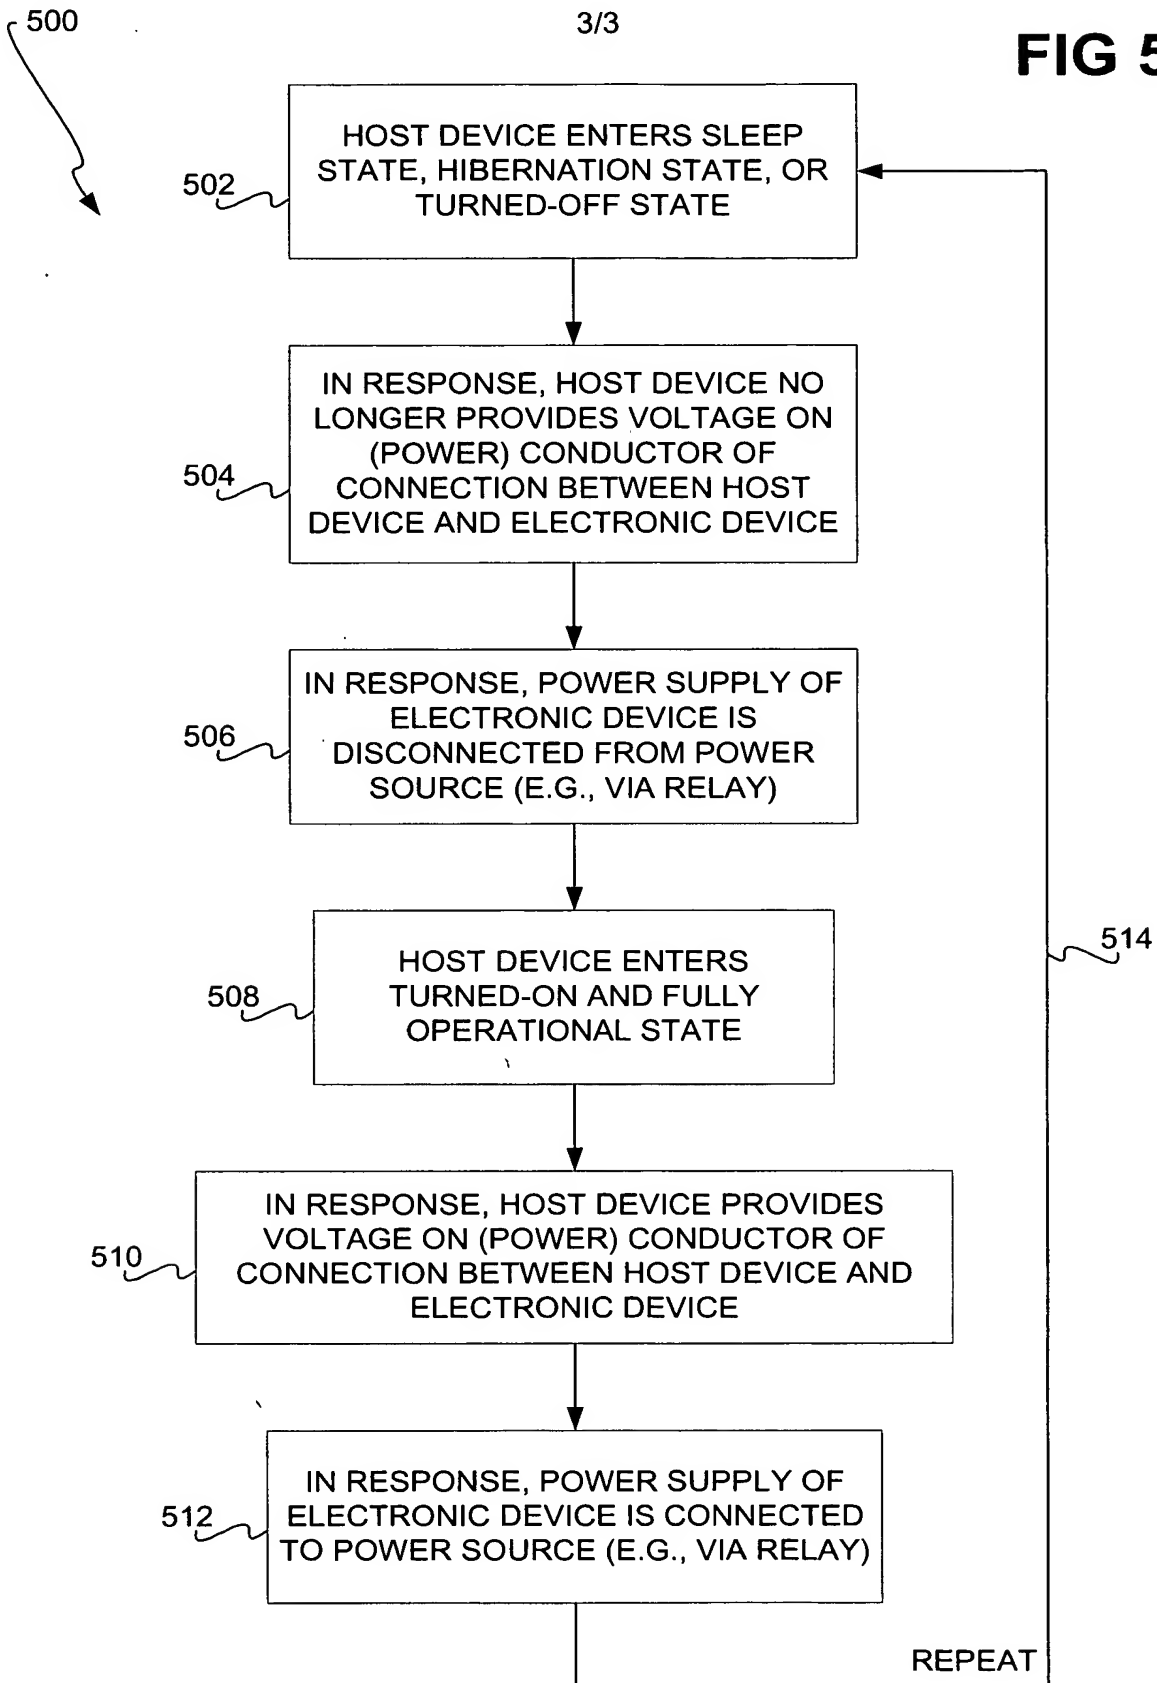 500
3/3
FIG 5
HOST DEVICE ENTERS SLEEP
STATE, HIBERNATION STATE, OR
TURNED-OFF STATE
502
IN RESPONSE, HOST DEVICE NO
LONGER PROVIDES VOLTAGE ON
(POWER) CONDUCTOR OF
CONNECTION BETWEEN HOST
DEVICE AND ELECTRONIC DEVICE
504
IN RESPONSE, POWER SUPPLY OF
ELECTRONIC DEVICE IS
DISCONNECTED FROM POWER
SOURCE (E.G., VIA RELAY)
506
HOST DEVICE ENTERS
TURNED-ON AND FULLY
OPERATIONAL STATE
508
514
IN RESPONSE, HOST DEVICE PROVIDES
VOLTAGE ON (POWER) CONDUCTOR OF
CONNECTION BETWEEN HOST DEVICE AND
ELECTRONIC DEVICE
510
IN RESPONSE, POWER SUPPLY OF
ELECTRONIC DEVICE IS CONNECTED
TO POWER SOURCE (E.G., VIA RELAY)
512
REPEAT